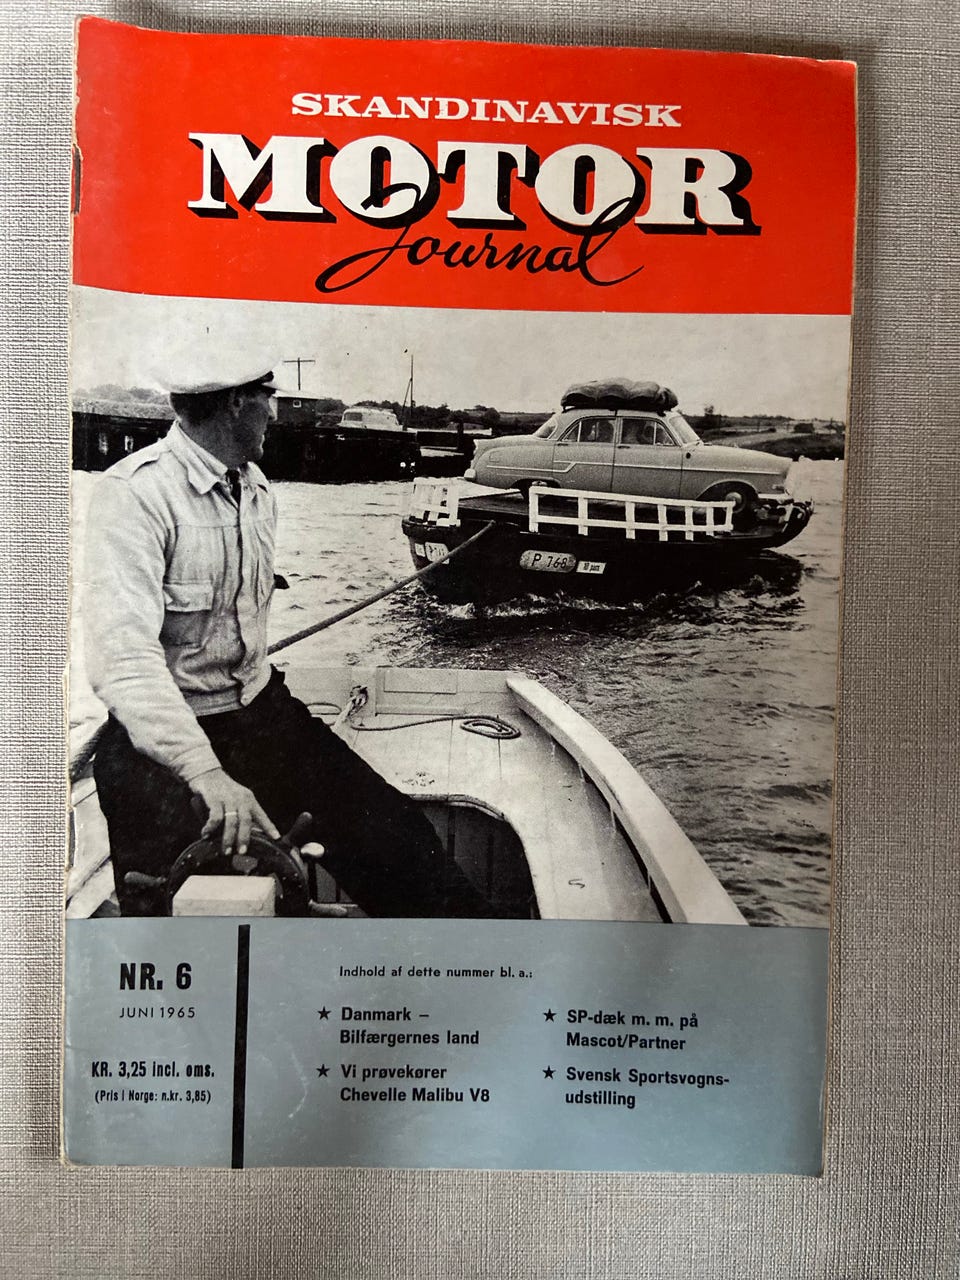 SKANDINAVISK
MOTOR
Journal
P 768
NR. 6
JUNI 1965
KR. 3,25 incl. oms.
(Pris i Norge: n.kr. 3,85)
Indhold af dette nummer bl. a.:
★ Danmark –
Bilfærgernes land
★ Vi prøvekører
Chevelle Malibu V8
★ SP-dæk m. m. på
Mascot/Partner
★ Svensk Sportsvogns-
udstilling